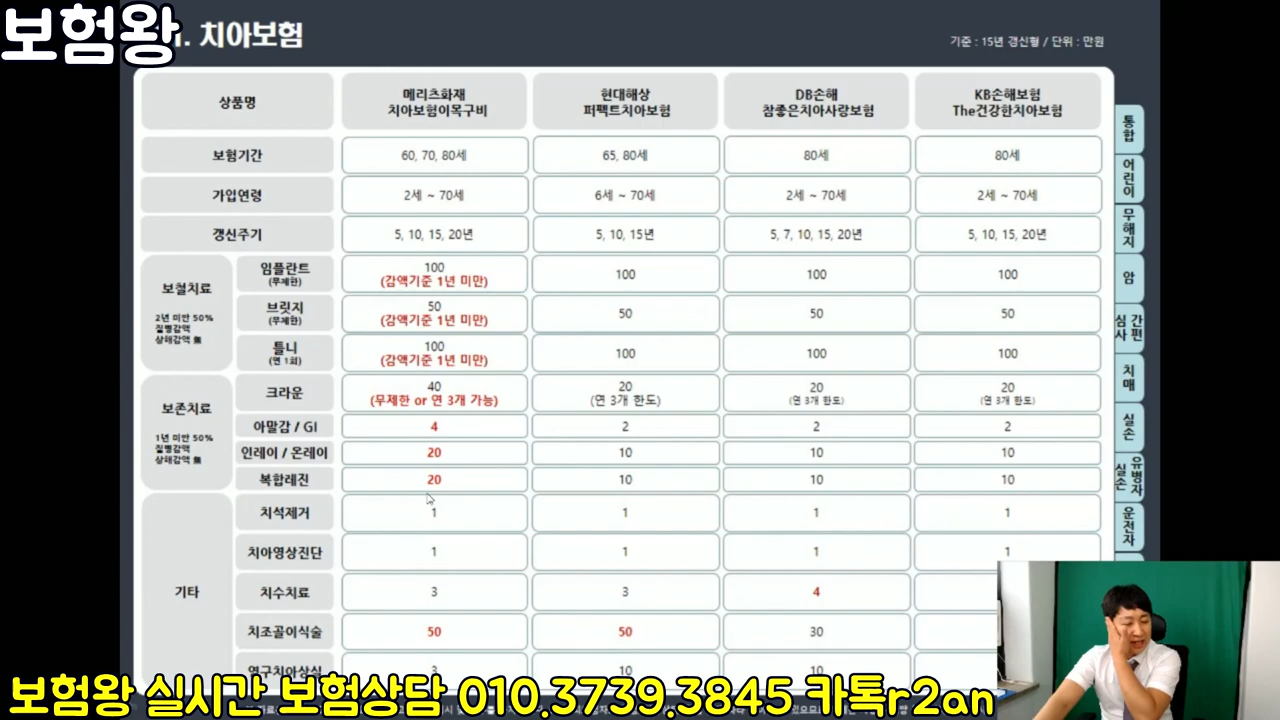 보험왕
1. 치아보험
기준 : 15년 갱신형 / 단위 : 만원
상품명
메리츠화재
치아보험이목구비
현대해상
퍼펙트치아보험
DB손해
참좋은치아사랑보험
KB손해보험
The건강한치아보험
보험기간
60, 70, 80세
65, 80세
80세
80세
가입연령
2세 ~ 70세
6세 ~ 70세
2세 ~ 70세
2세 ~ 70세
갱신주기
5, 10, 15, 20년
5, 10, 15년
5, 7, 10, 15, 20년
5, 10, 15, 20년
보철치료
2년 미만 50%
질병감액
상해감액 無
임플란트
(무제한)
100
(감액기준 1년 미만)
100
100
100
브릿지
(무제한)
50
(감액기준 1년 미만)
50
50
50
틀니
(연 1회)
100
(감액기준 1년 미만)
100
100
100
보존치료
1년 미만 50%
질병감액
상해감액 無
크라운
40
(무제한 or 연 3개 가능)
20
(연 3개 한도)
20
(연 3개 한도)
20
(연 3개 한도)
아말감 / GI
4
2
2
2
인레이 / 온레이
20
10
10
10
복합레진
20
10
10
10
기타
치석제거
1
1
1
1
치아영상진단
1
1
1
1
치수치료
3
3
4
치조골이식술
50
50
30
영구치아상실
3
10
10
통합
어린이
무해지
암
간편심사
치매
실손
유병자실손
운전자
보험왕 실시간 보험상담 010.3739.3845 카톡r2an